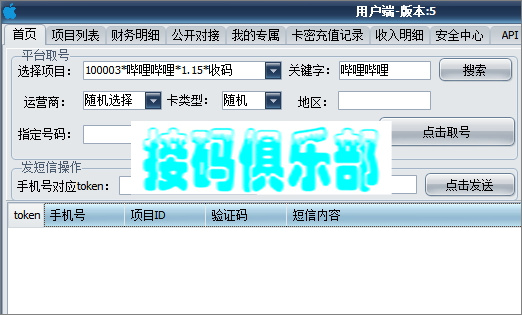 用户端-版本:5
首页 项目列表 财务明细 公开对接 我的专属 卡密充值记录 收入明细 安全中心 API
平台取号
选择项目: 100003*哔哩哔哩*1.15*收码 关键字: 哔哩哔哩 搜索
运营商: 随机选择 卡类型: 随机 地区:
指定号码: 点击取号
接码俱乐部
发短信操作
手机号对应token: 点击发送
token 手机号 项目ID 验证码 短信内容